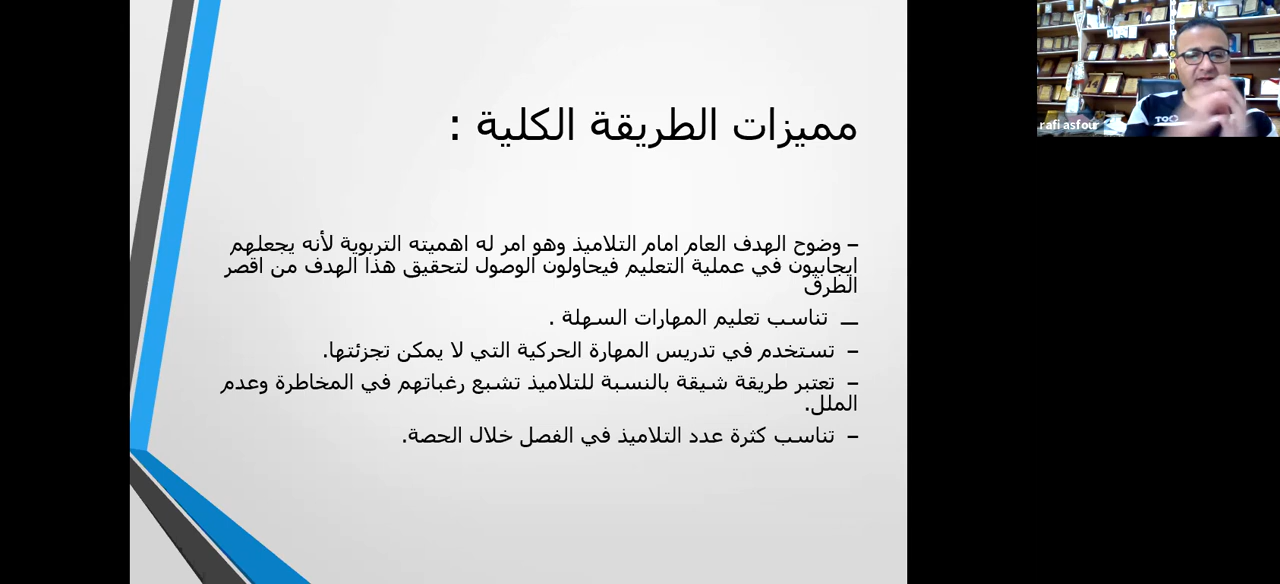 مميزات الطريقة الكلية :
– وضوح الهدف العام امام التلاميذ وهو امر له اهميته التربوية لأنه يجعلهم
ايجابيون في عملية التعليم فيحاولون الوصول لتحقيق هذا الهدف من اقصر
الطرق
— تناسب تعليم المهارات السهلة .
– تستخدم في تدريس المهارة الحركية التي لا يمكن تجزئتها.
– تعتبر طريقة شيقة بالنسبة للتلاميذ تشبع رغباتهم في المخاطرة وعدم
الملل.
– تناسب كثرة عدد التلاميذ في الفصل خلال الحصة.
rafi asfour